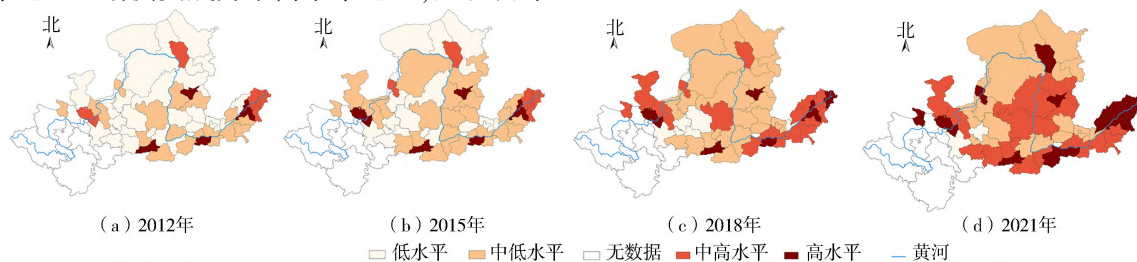 北
北
北
北
(a)2012年
(b)2015年
(c)2018年
(d)2021年
低水平 中低水平 无数据 中高水平 高水平 黄河